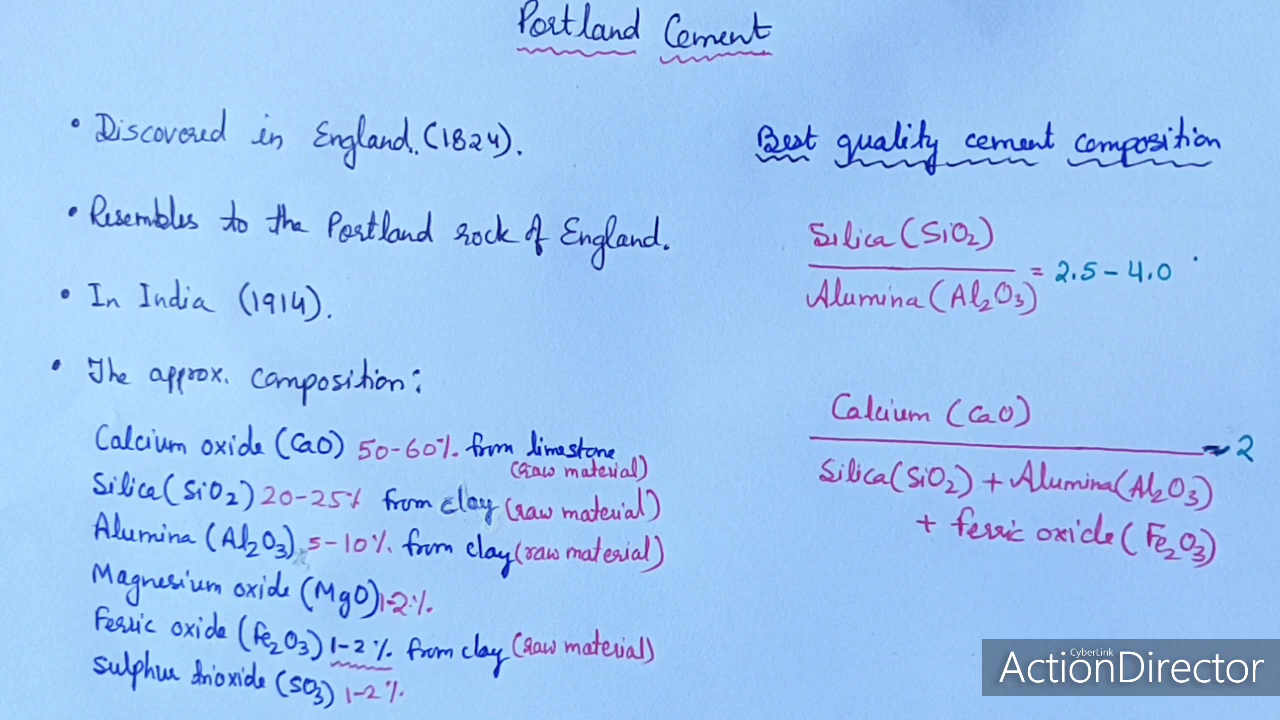 Portland Cement
• Discovered in England. (1824).
• Resembles to the Portland rock of England.
• In India (1914).
• The approx. composition:
Calcium oxide (CaO) 50-60%. from limestone
(raw material)
Silica (SiO2) 20-25% from clay (raw material)
Alumina (Al2O3) 5-10%. from clay (raw material)
Magnesium oxide (MgO) 1-2%.
Ferric oxide (Fe2O3) 1-2%. from clay (raw material)
Sulphur trioxide (SO3) 1-2%.
Best quality cement composition
Silica (SiO2)
= 2.5-4.0
Alumina (Al2O3)
Calcium (CaO)
2
Silica (SiO2) + Alumina (Al2O3)
+ ferric oxide (Fe2O3)
CyberLink
ActionDirector